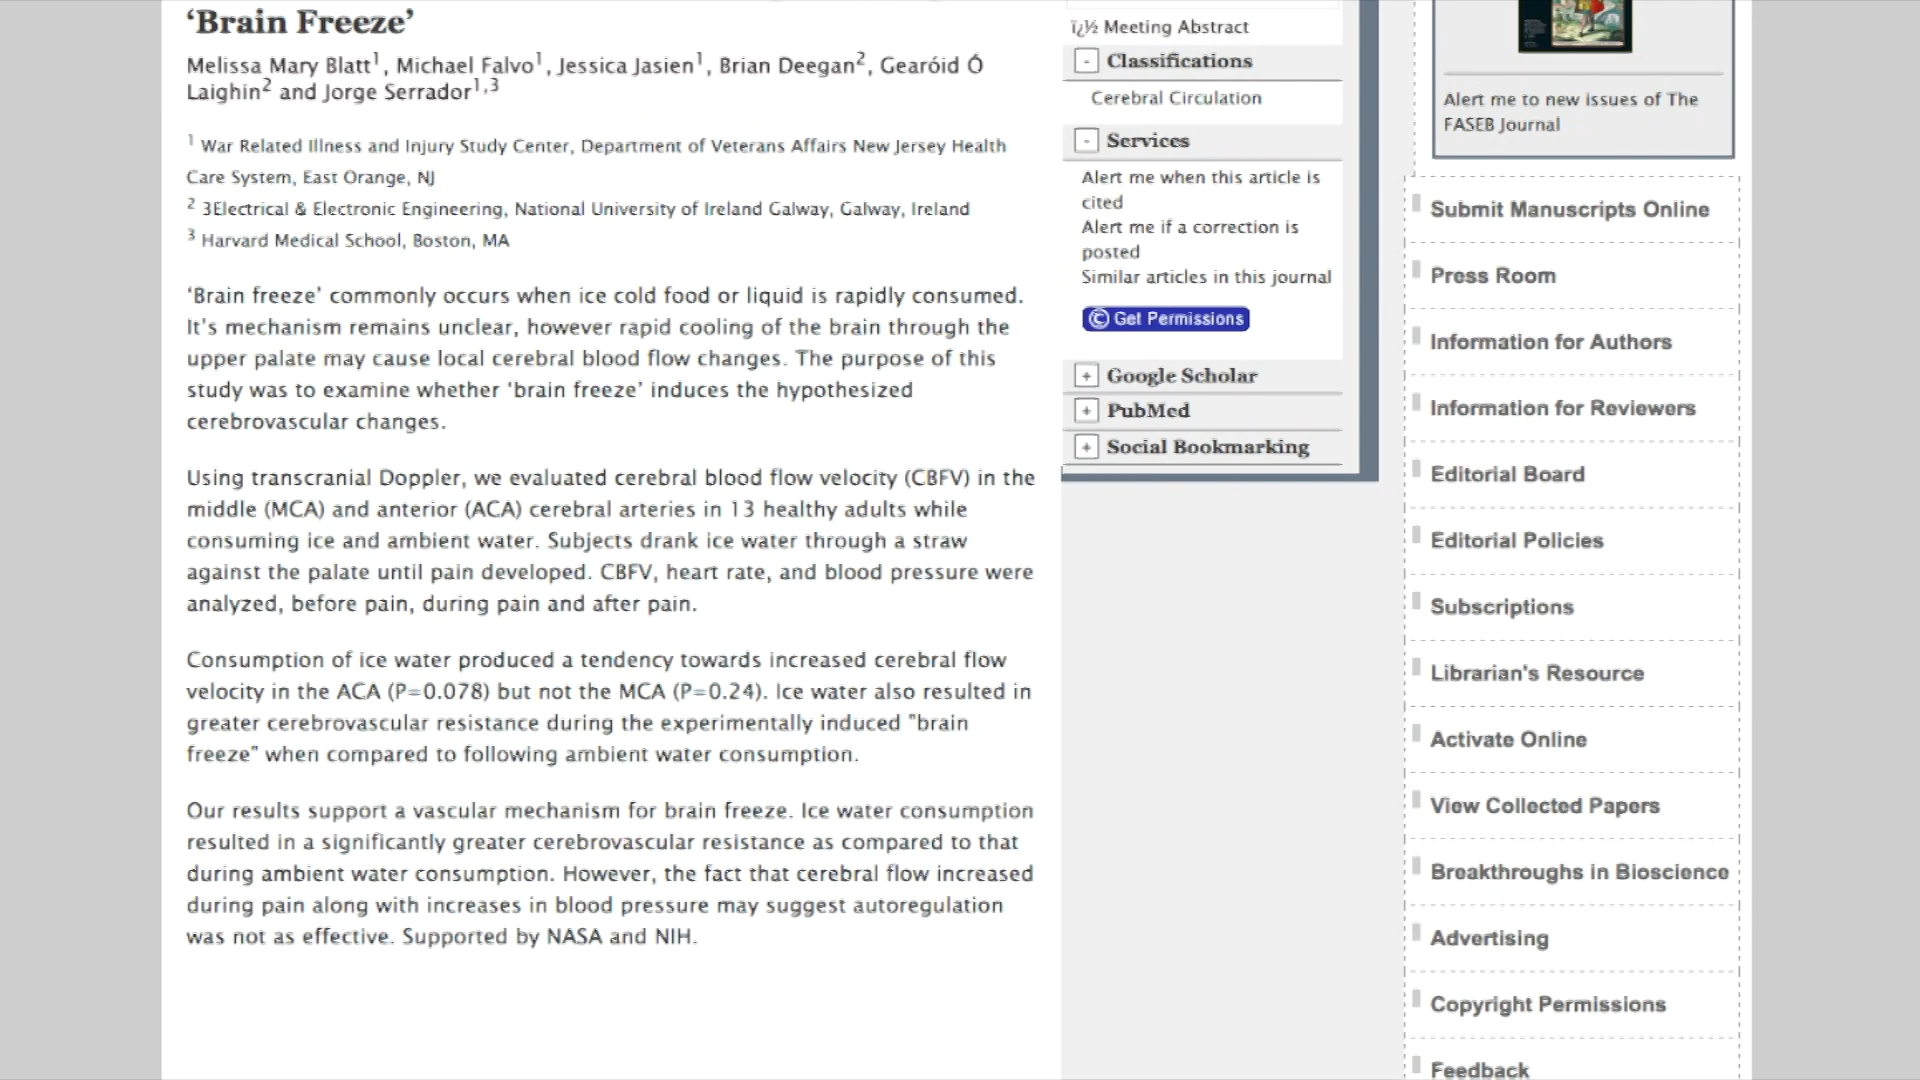 ‘Brain Freeze’
Melissa Mary Blatt1, Michael Falvo1, Jessica Jasien1, Brian Deegan2, Gearóid Ó
Laighin2 and Jorge Serrador1,3
1 War Related Illness and Injury Study Center, Department of Veterans Affairs New Jersey Health
Care System, East Orange, NJ
2 3Electrical & Electronic Engineering, National University of Ireland Galway, Galway, Ireland
3 Harvard Medical School, Boston, MA
‘Brain freeze’ commonly occurs when ice cold food or liquid is rapidly consumed.
It's mechanism remains unclear, however rapid cooling of the brain through the
upper palate may cause local cerebral blood flow changes. The purpose of this
study was to examine whether ‘brain freeze’ induces the hypothesized
cerebrovascular changes.
Using transcranial Doppler, we evaluated cerebral blood flow velocity (CBFV) in the
middle (MCA) and anterior (ACA) cerebral arteries in 13 healthy adults while
consuming ice and ambient water. Subjects drank ice water through a straw
against the palate until pain developed. CBFV, heart rate, and blood pressure were
analyzed, before pain, during pain and after pain.
Consumption of ice water produced a tendency towards increased cerebral flow
velocity in the ACA (P=0.078) but not the MCA (P=0.24). Ice water also resulted in
greater cerebrovascular resistance during the experimentally induced "brain
freeze" when compared to following ambient water consumption.
Our results support a vascular mechanism for brain freeze. Ice water consumption
resulted in a significantly greater cerebrovascular resistance as compared to that
during ambient water consumption. However, the fact that cerebral flow increased
during pain along with increases in blood pressure may suggest autoregulation
was not as effective. Supported by NASA and NIH.
ï¿½ Meeting Abstract
- Classifications
Cerebral Circulation
- Services
Alert me when this article is
cited
Alert me if a correction is
posted
Similar articles in this journal
© Get Permissions
+ Google Scholar
+ PubMed
+ Social Bookmarking
Alert me to new issues of The
FASEB Journal
Submit Manuscripts Online
Press Room
Information for Authors
Information for Reviewers
Editorial Board
Editorial Policies
Subscriptions
Librarian's Resource
Activate Online
View Collected Papers
Breakthroughs in Bioscience
Advertising
Copyright Permissions
Feedback